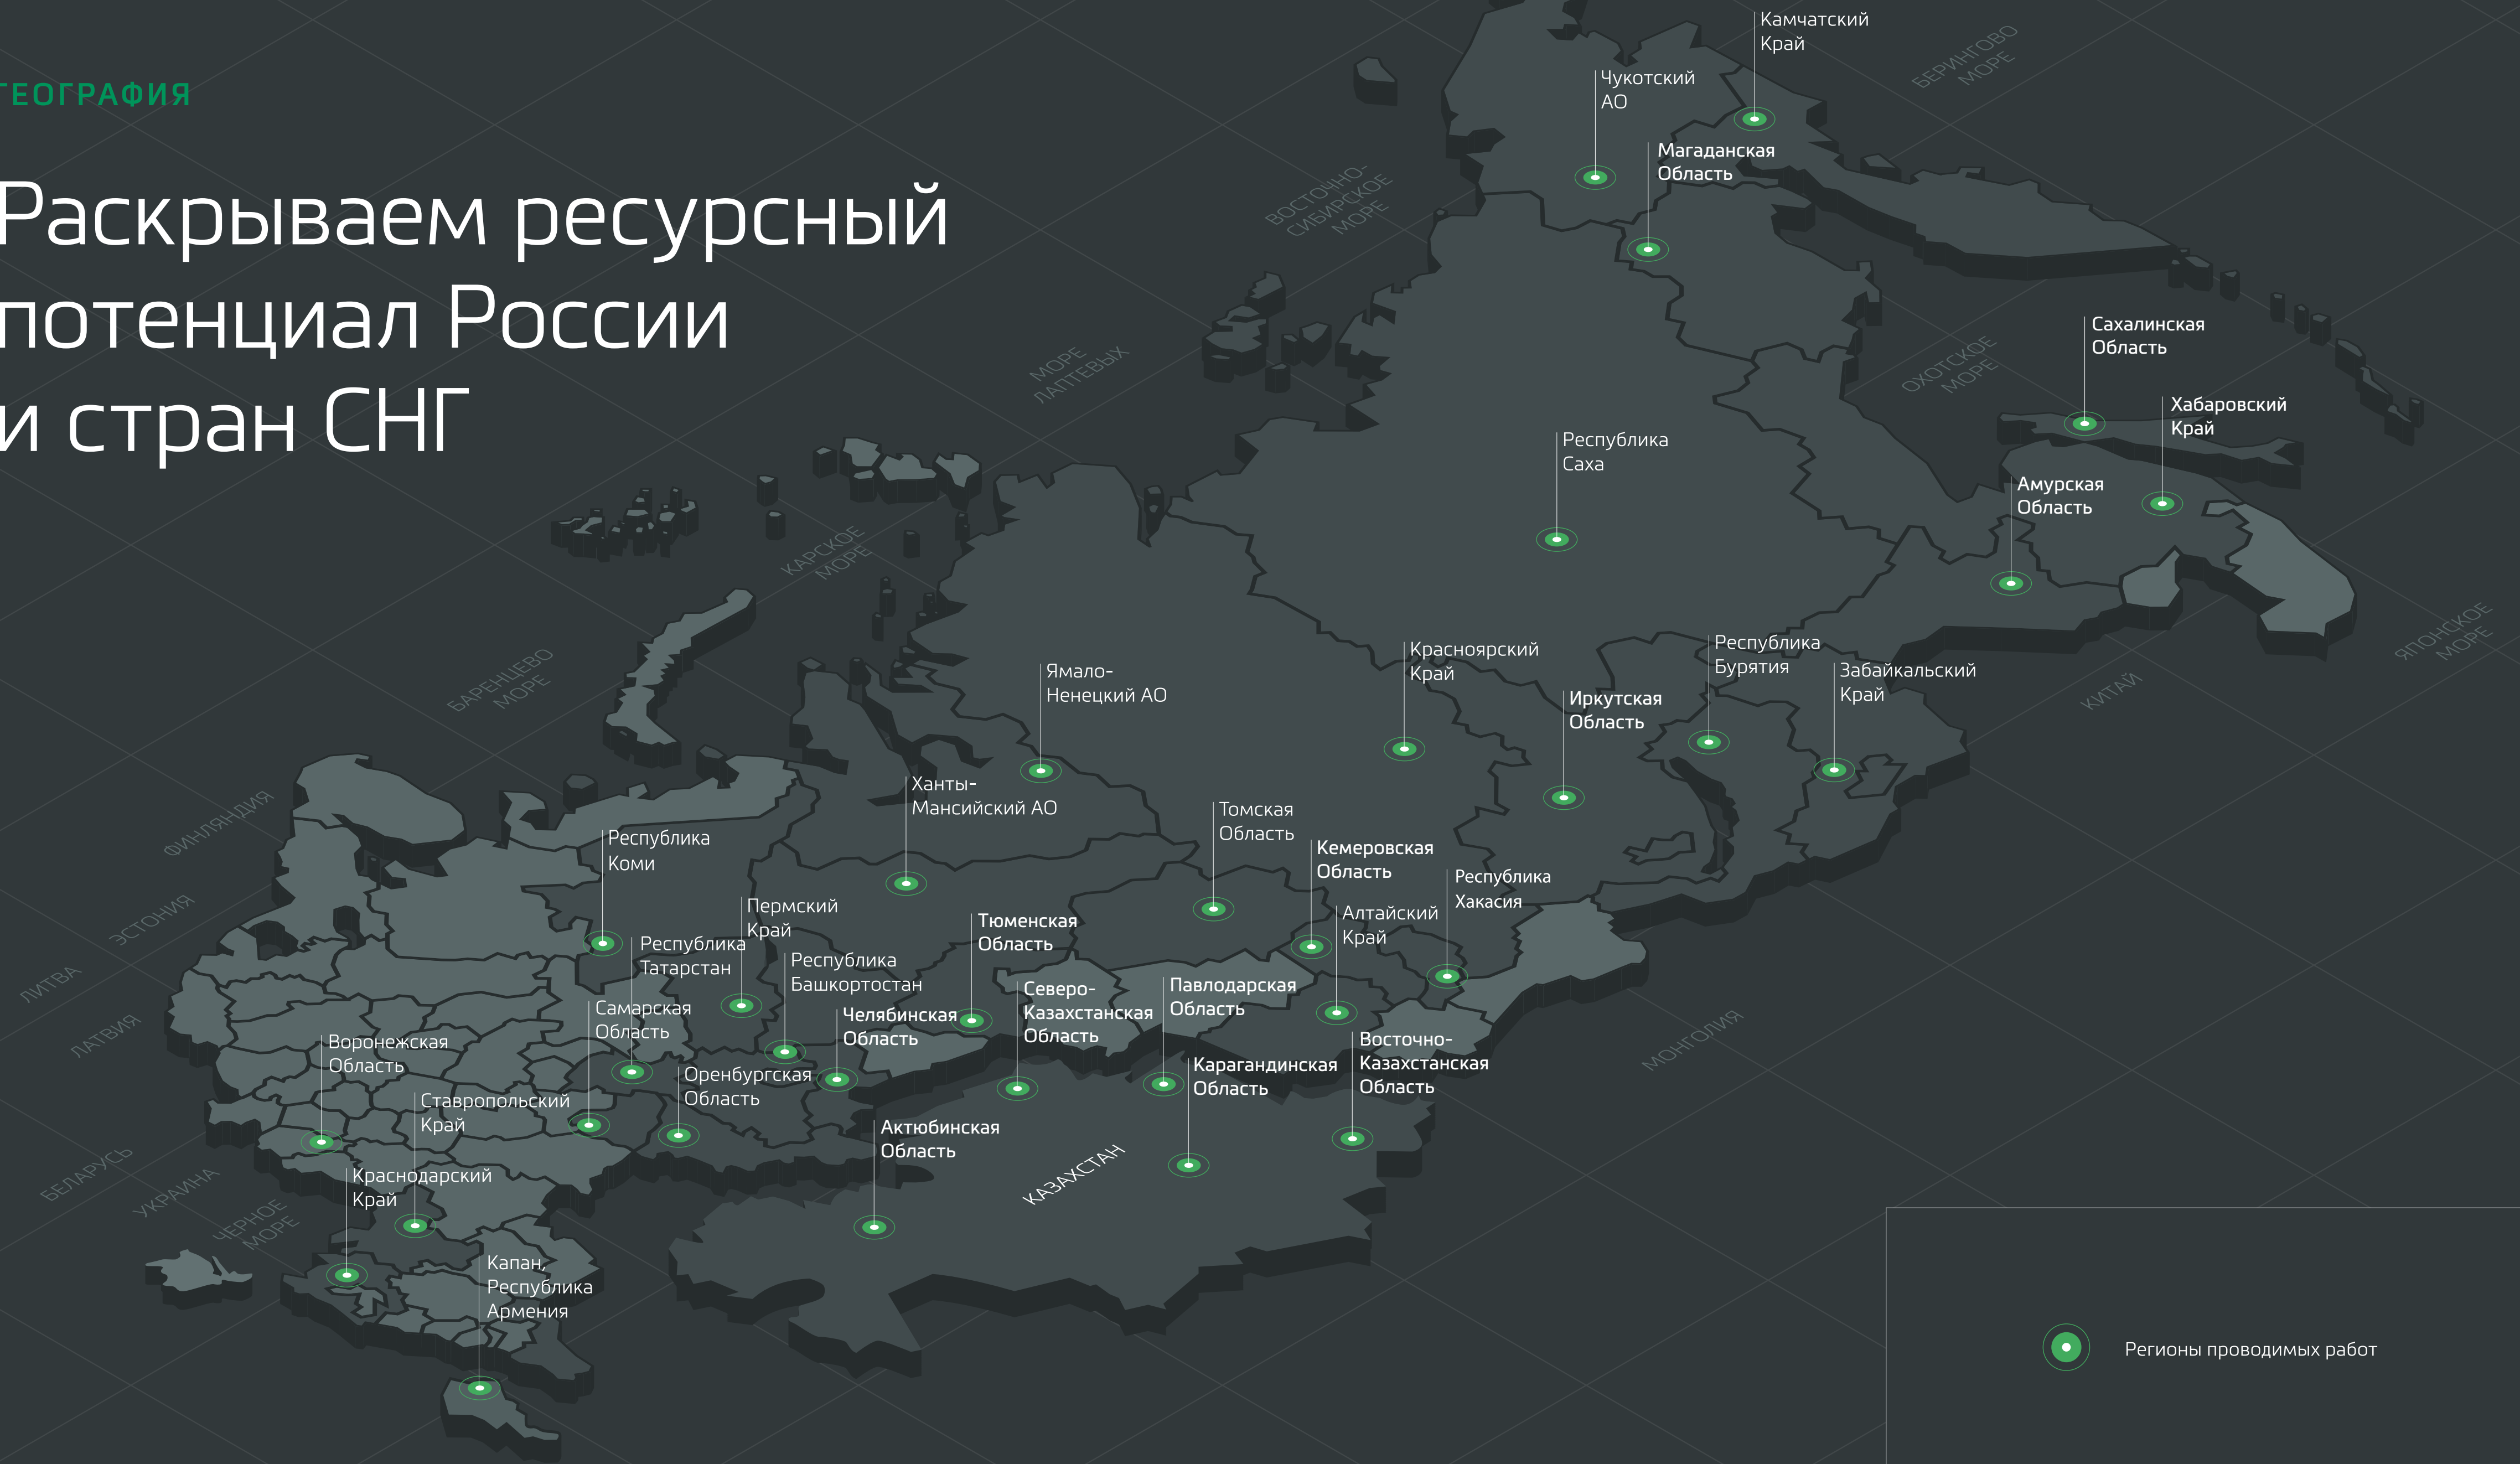 ГЕОГРАФИЯ
Раскрываем ресурсный
потенциал России
и стран СНГ
Камчатский
Край
Чукотский
АО
Магаданская
Область
БЕРИНГОВО
МОРЕ
ВОСТОЧНО-
СИБИРСКОЕ
МОРЕ
МОРЕ
ЛАПТЕВЫХ
ОХОТСКОЕ
МОРЕ
Сахалинская
Область
Хабаровский
Край
Амурская
Область
Республика
Саха
КАРСКОЕ
МОРЕ
БАРЕНЦЕВО
МОРЕ
ЯПОНСКОЕ
МОРЕ
КИТАЙ
Ямало-
Ненецкий АО
Красноярский
Край
Республика
Бурятия
Забайкальский
Край
Иркутская
Область
Ханты-
Мансийский АО
Томская
Область
Кемеровская
Область
Республика
Хакасия
Алтайский
Край
ФИНЛЯНДИЯ
ЭСТОНИЯ
ЛИТВА
ЛАТВИЯ
БЕЛАРУСЬ
УКРАИНА
ЧЕРНОЕ
МОРЕ
Республика
Коми
Пермский
Край
Республика
Татарстан
Республика
Башкортостан
Тюменская
Область
Самарская
Область
Челябинская
Область
Северо-
Казахстанская
Область
Павлодарская
Область
Восточно-
Казахстанская
Область
Карагандинская
Область
МОНГОЛИЯ
Воронежская
Область
Оренбургская
Область
Ставропольский
Край
Актюбинская
Область
КАЗАХСТАН
Краснодарский
Край
Капан,
Республика
Армения
Регионы проводимых работ